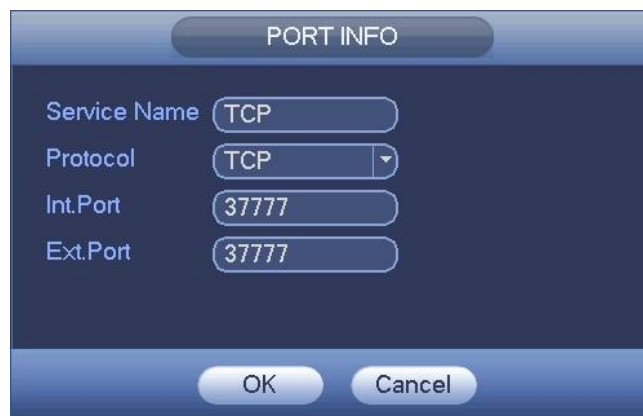 PORT INFO
Service Name TCP
Protocol TCP
Int.Port 37777
Ext.Port 37777
OK Cancel